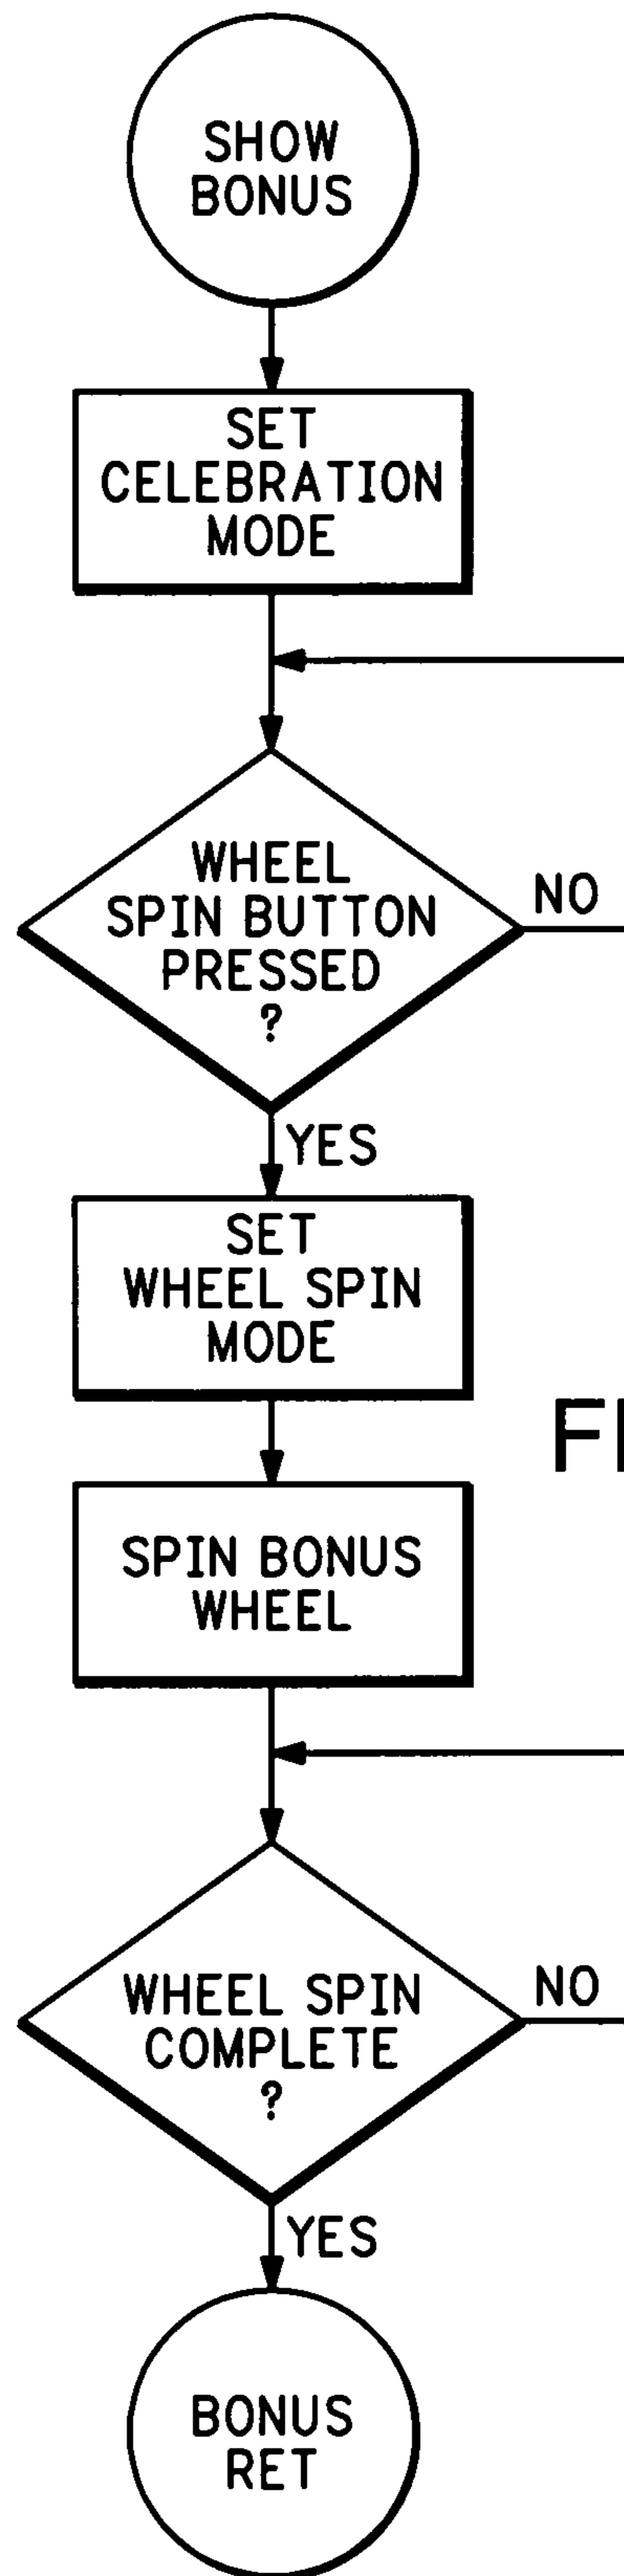 SHOW
BONUS
SET
CELEBRATION
MODE
WHEEL
SPIN BUTTON
PRESSED
?
NO
YES
SET
WHEEL SPIN
MODE
SPIN BONUS
WHEEL
WHEEL SPIN
COMPLETE
?
NO
YES
BONUS
RET